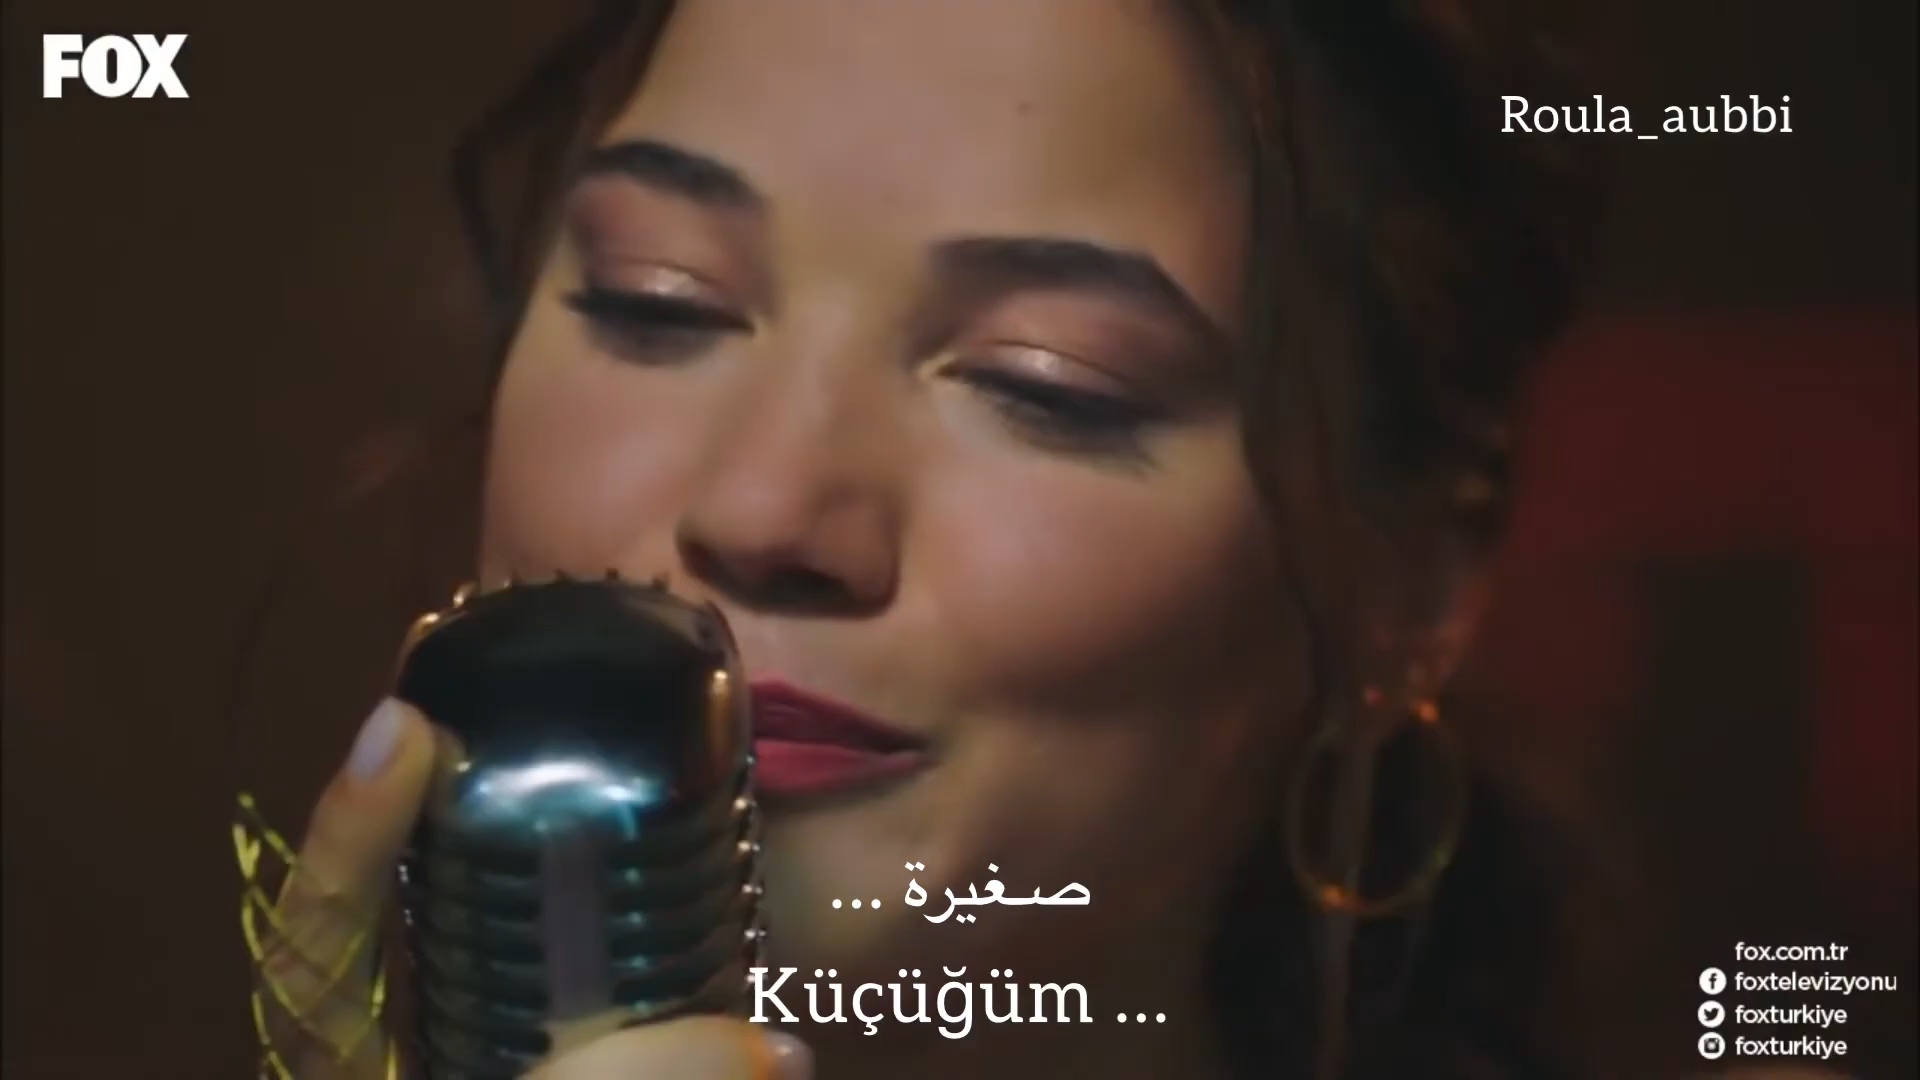 FOX
Roula_aubbi
صغيرة ...
Küçüğüm ...
fox.com.tr
foxtelevizyonu
foxturkiye
foxturkiye